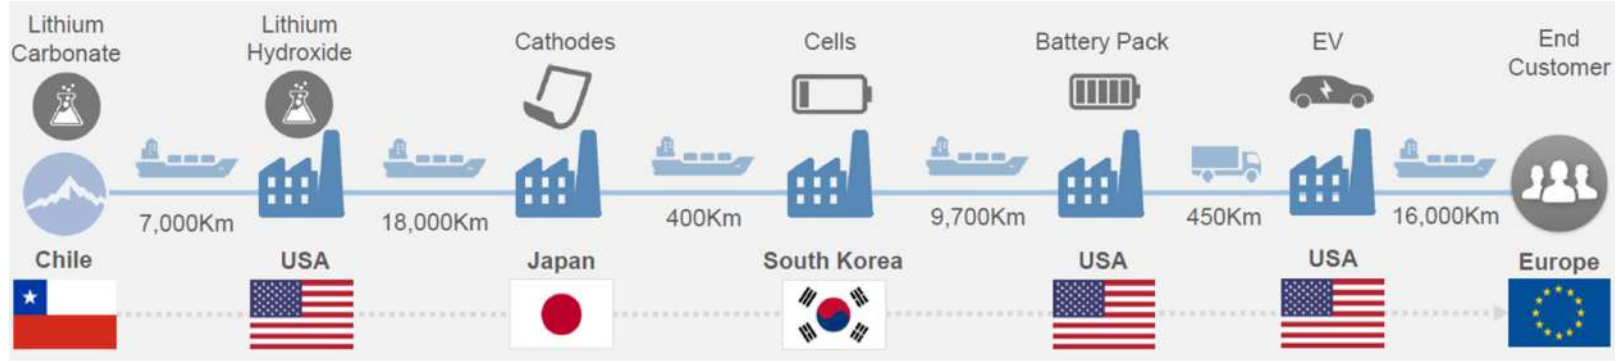 Lithium
Carbonate
Lithium
Hydroxide
Cathodes
Cells
Battery Pack
EV
End
Customer
7,000Km
18,000Km
400Km
9,700Km
450Km
16,000Km
Chile
USA
Japan
South Korea
USA
USA
Europe